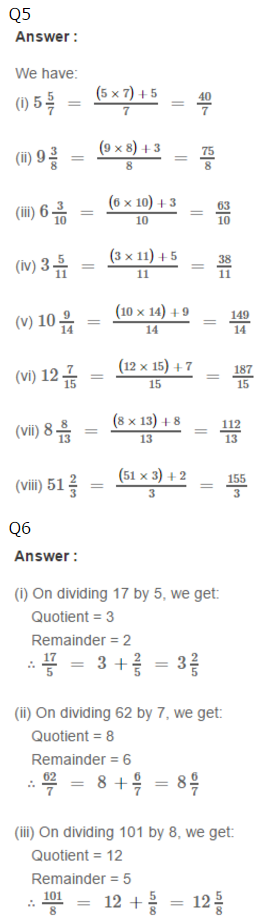 Q5
Answer :
We have:
(i) 5 5/7 = (5 × 7) + 5/7 = 40/7
(ii) 9 3/8 = (9 × 8) + 3/8 = 75/8
(iii) 6 3/10 = (6 × 10) + 3/10 = 63/10
(iv) 3 5/11 = (3 × 11) + 5/11 = 38/11
(v) 10 9/14 = (10 × 14) + 9/14 = 149/14
(vi) 12 7/15 = (12 × 15) + 7/15 = 187/15
(vii) 8 8/13 = (8 × 13) + 8/13 = 112/13
(viii) 51 2/3 = (51 × 3) + 2/3 = 155/3
Q6
Answer :
(i) On dividing 17 by 5, we get:
Quotient = 3
Remainder = 2
∴ 17/5 = 3 + 2/5 = 3 2/5
(ii) On dividing 62 by 7, we get:
Quotient = 8
Remainder = 6
∴ 62/7 = 8 + 6/7 = 8 6/7
(iii) On dividing 101 by 8, we get:
Quotient = 12
Remainder = 5
∴ 101/8 = 12 + 5/8 = 12 5/8